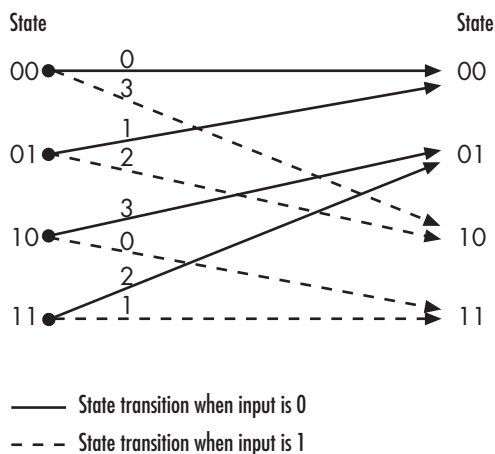 State State
00 0 00
3
01 1 01
2
10 3 10
0
11 2 11
1
State transition when input is 0
State transition when input is 1